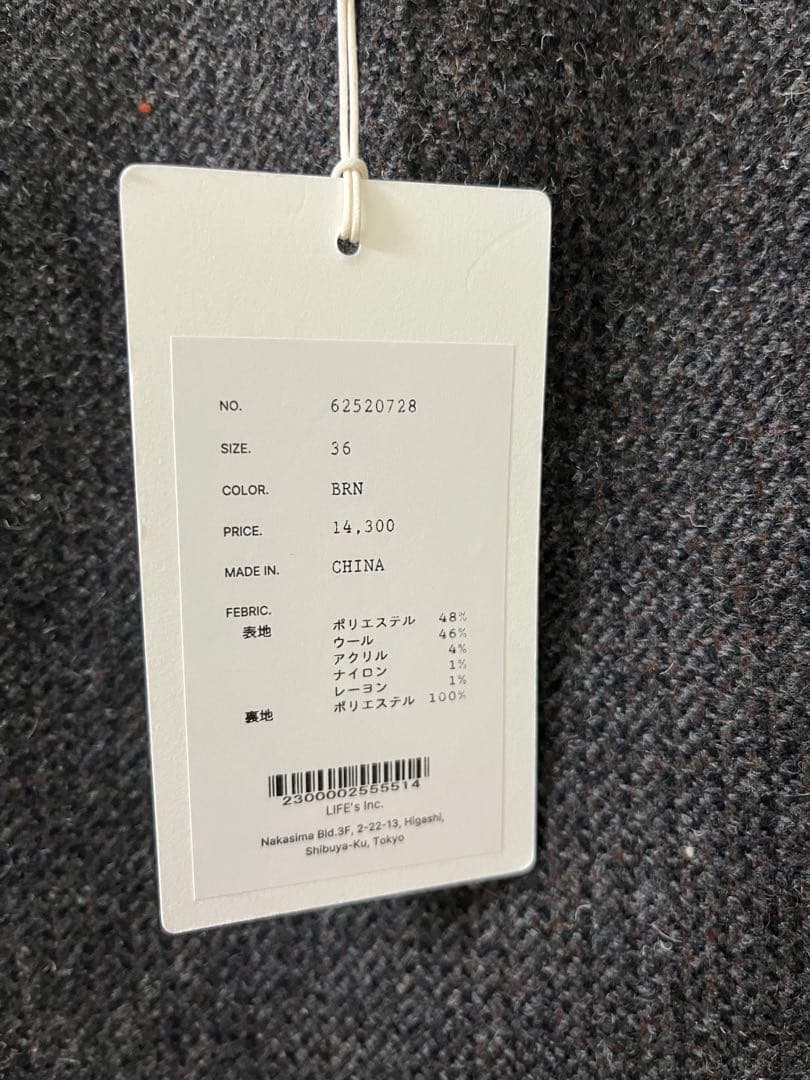 NO. 62520728
SIZE. 36
COLOR. BRN
PRICE. 14,300
MADE IN. CHINA
FEBRIC.
表地 ポリエステル 48%
ウール 46%
アクリル 4%
ナイロン 1%
レーヨン 1%
裏地 ポリエステル 100%
2300002555514
LIFE's Inc.
Nakasima Bld.3F, 2-22-13, Higashi,
Shibuya-Ku, Tokyo